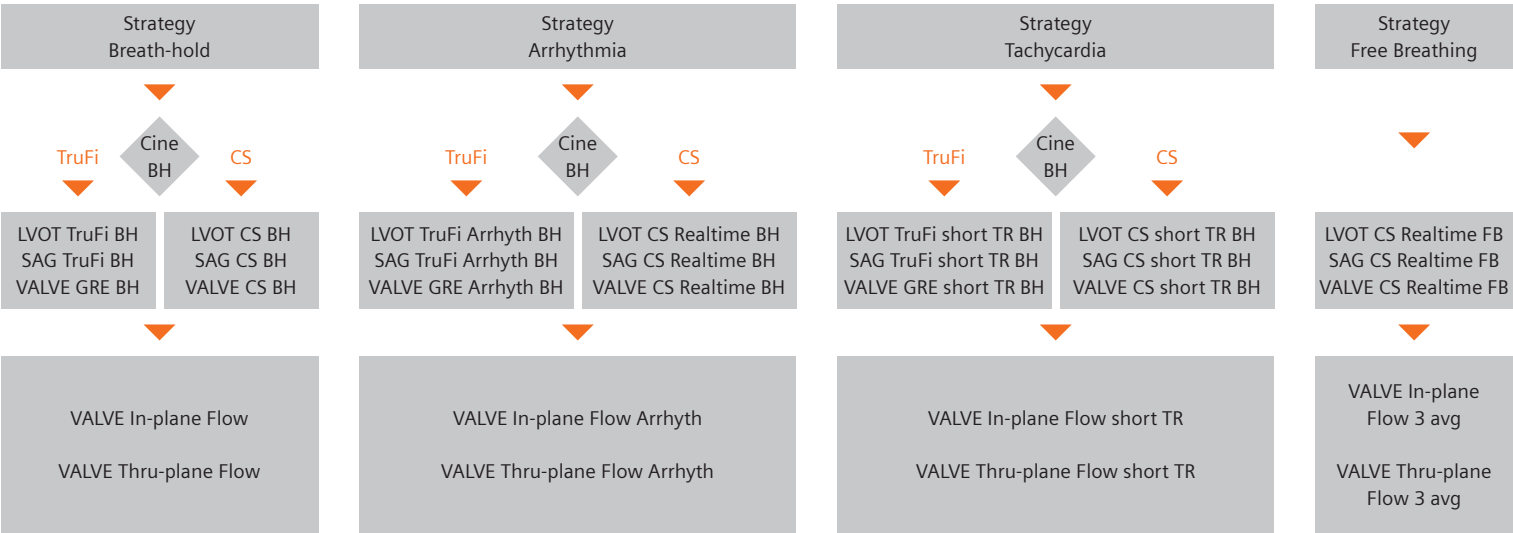 Strategy
Breath-hold
TruFi
Cine
BH
CS
LVOT TruFi BH
SAG TruFi BH
VALVE GRE BH
LVOT CS BH
SAG CS BH
VALVE CS BH
VALVE In-plane Flow
VALVE Thru-plane Flow
Strategy
Arrhythmia
TruFi
Cine
BH
CS
LVOT TruFi Arrhyth BH
SAG TruFi Arrhyth BH
VALVE GRE Arrhyth BH
LVOT CS Realtime BH
SAG CS Realtime BH
VALVE CS Realtime BH
VALVE In-plane Flow Arrhyth
VALVE Thru-plane Flow Arrhyth
Strategy
Tachycardia
TruFi
Cine
BH
CS
LVOT TruFi short TR BH
SAG TruFi short TR BH
VALVE GRE short TR BH
LVOT CS short TR BH
SAG CS short TR BH
VALVE CS short TR BH
VALVE In-plane Flow short TR
VALVE Thru-plane Flow short TR
Strategy
Free Breathing
LVOT CS Realtime FB
SAG CS Realtime FB
VALVE CS Realtime FB
VALVE In-plane
Flow 3 avg
VALVE Thru-plane
Flow 3 avg